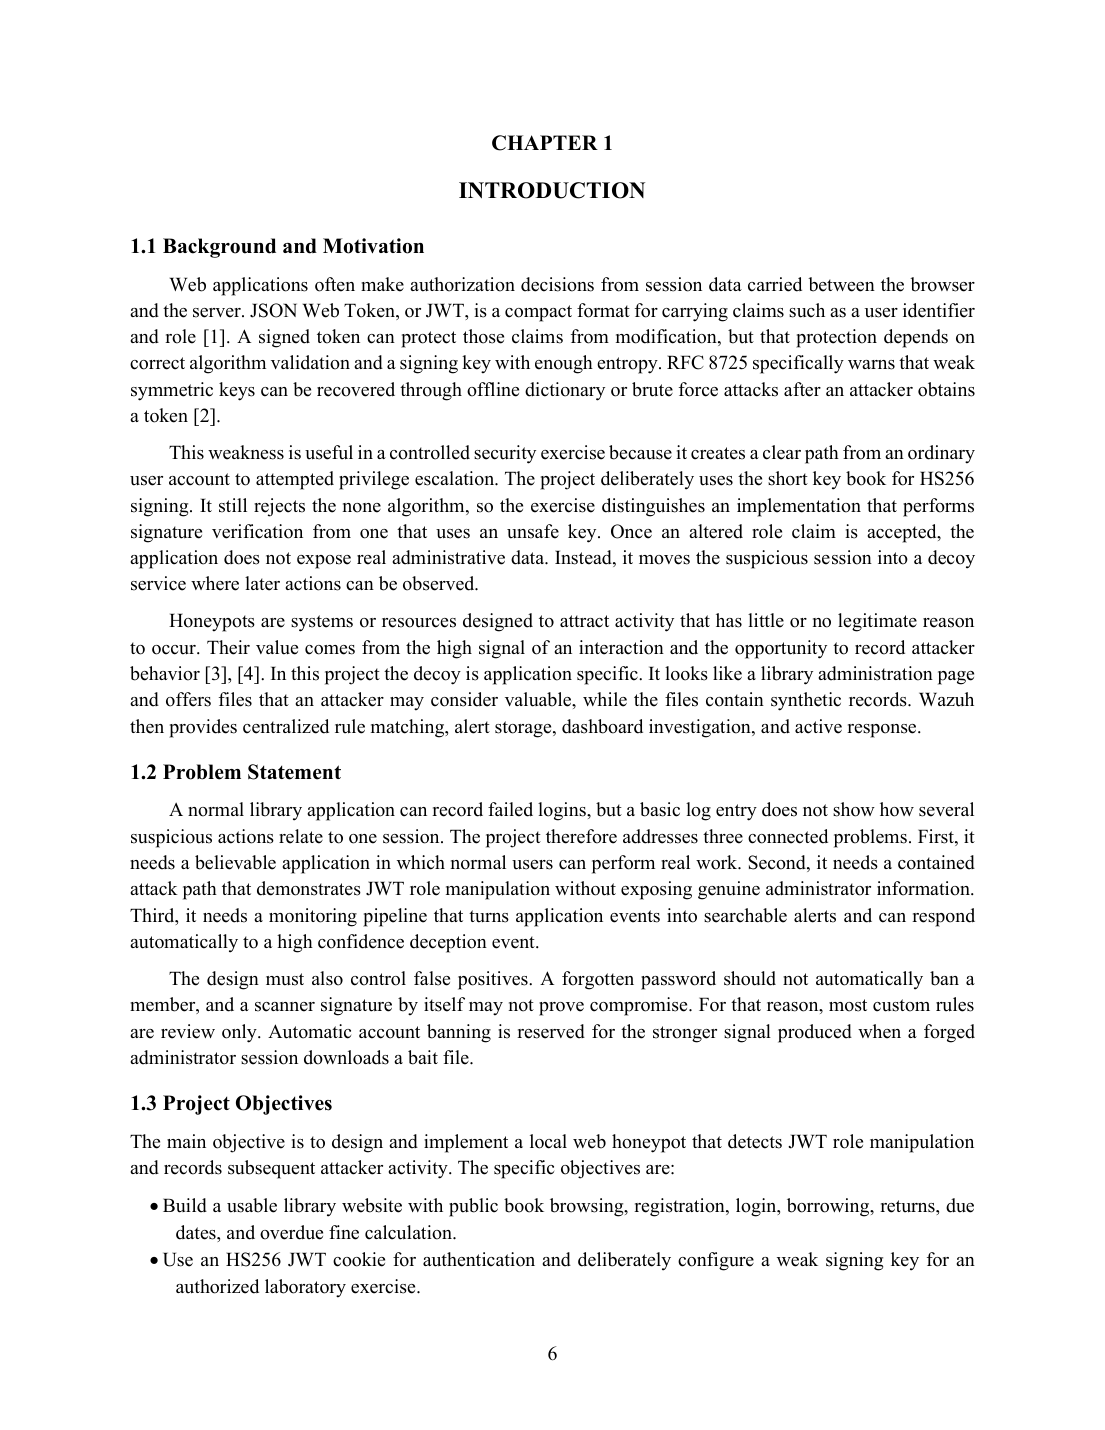 CHAPTER 1
INTRODUCTION
1.1 Background and Motivation
Web applications often make authorization decisions from session data carried between the browser
and the server. JSON Web Token, or JWT, is a compact format for carrying claims such as a user identifier
and role [1]. A signed token can protect those claims from modification, but that protection depends on
correct algorithm validation and a signing key with enough entropy. RFC 8725 specifically warns that weak
symmetric keys can be recovered through offline dictionary or brute force attacks after an attacker obtains
a token [2].
This weakness is useful in a controlled security exercise because it creates a clear path from an ordinary
user account to attempted privilege escalation. The project deliberately uses the short key book for HS256
signing. It still rejects the none algorithm, so the exercise distinguishes an implementation that performs
signature verification from one that uses an unsafe key. Once an altered role claim is accepted, the
application does not expose real administrative data. Instead, it moves the suspicious session into a decoy
service where later actions can be observed.
Honeypots are systems or resources designed to attract activity that has little or no legitimate reason
to occur. Their value comes from the high signal of an interaction and the opportunity to record attacker
behavior [3], [4]. In this project the decoy is application specific. It looks like a library administration page
and offers files that an attacker may consider valuable, while the files contain synthetic records. Wazuh
then provides centralized rule matching, alert storage, dashboard investigation, and active response.
1.2 Problem Statement
A normal library application can record failed logins, but a basic log entry does not show how several
suspicious actions relate to one session. The project therefore addresses three connected problems. First, it
needs a believable application in which normal users can perform real work. Second, it needs a contained
attack path that demonstrates JWT role manipulation without exposing genuine administrator information.
Third, it needs a monitoring pipeline that turns application events into searchable alerts and can respond
automatically to a high confidence deception event.
The design must also control false positives. A forgotten password should not automatically ban a
member, and a scanner signature by itself may not prove compromise. For that reason, most custom rules
are review only. Automatic account banning is reserved for the stronger signal produced when a forged
administrator session downloads a bait file.
1.3 Project Objectives
The main objective is to design and implement a local web honeypot that detects JWT role manipulation
and records subsequent attacker activity. The specific objectives are:
• Build a usable library website with public book browsing, registration, login, borrowing, returns, due
dates, and overdue fine calculation.
• Use an HS256 JWT cookie for authentication and deliberately configure a weak signing key for an
authorized laboratory exercise.
6